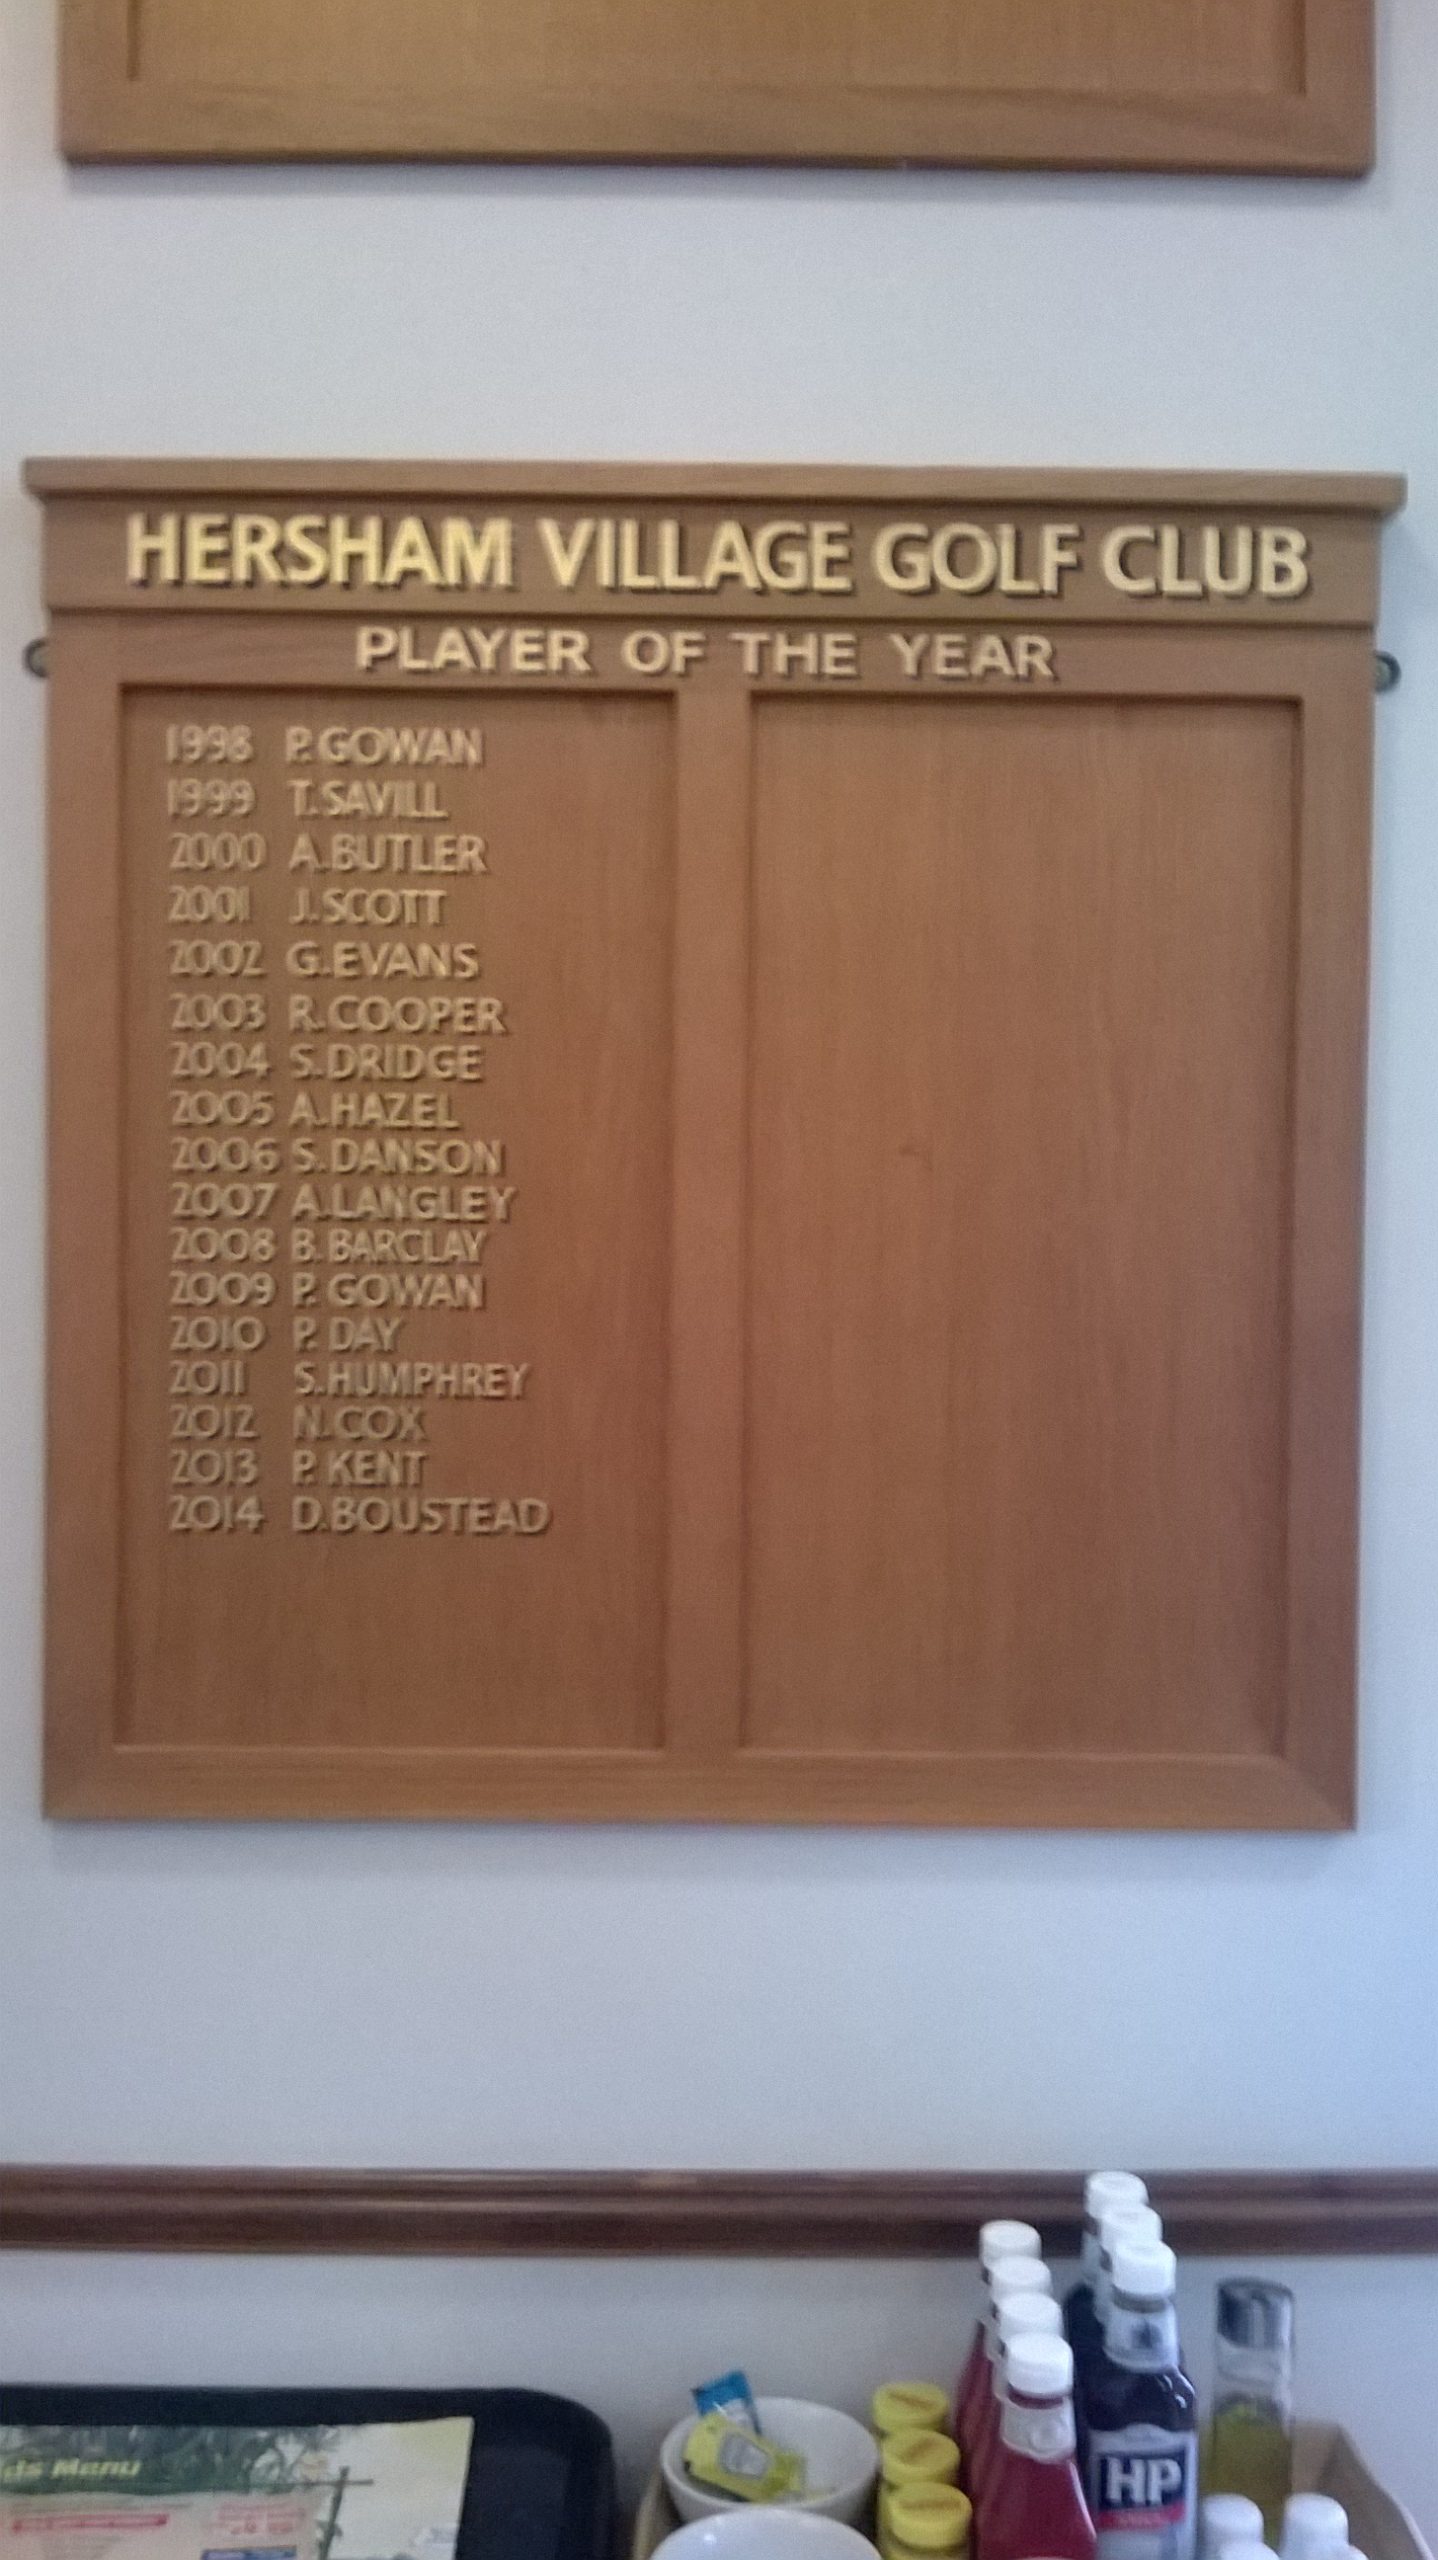 HERSHAM VILLAGE GOLF CLUB
PLAYER OF THE YEAR
1998 P. GOWAN
1999 T. SAVILL
2000 A. BUTLER
2001 J. SCOTT
2002 G. EVANS
2003 R. COOPER
2004 S. DRIDGE
2005 A. HAZEL
2006 S. DANSON
2007 A. LANGLEY
2008 B. BARCLAY
2009 P. GOWAN
2010 P. DAY
2011 S. HUMPHREY
2012 N. COX
2013 P. KENT
2014 D. BOUSTEAD
ds Menu
HP